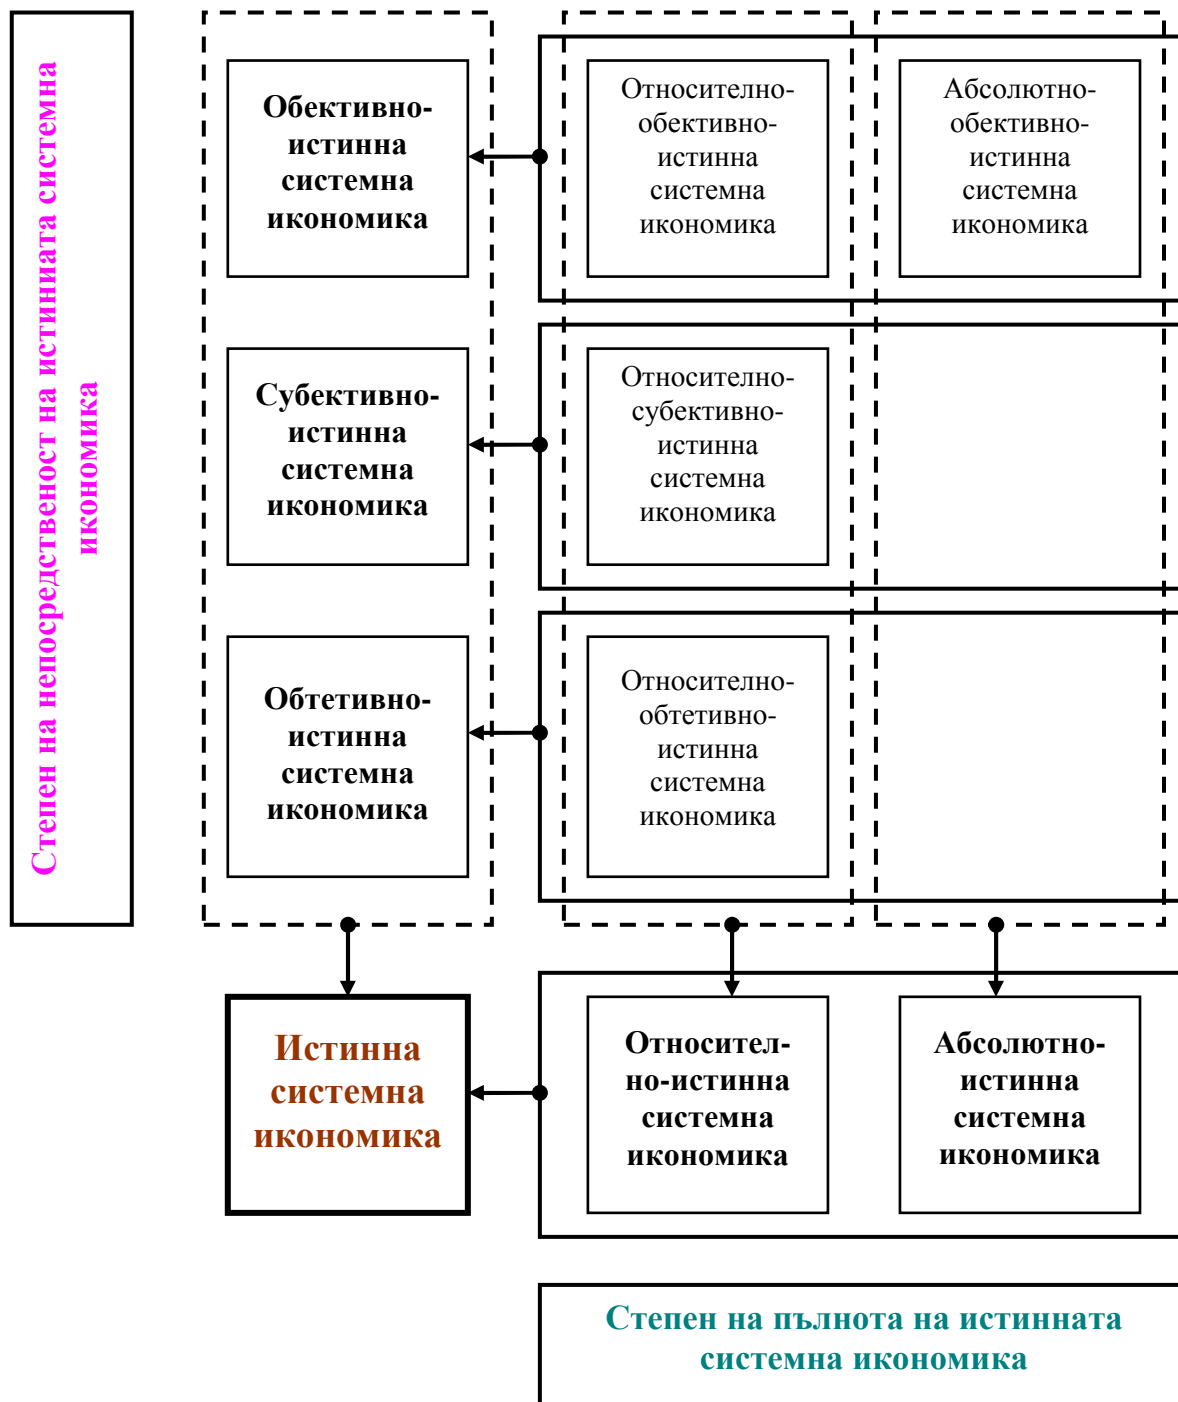 Степен на непосредственост на истиниата системна
икономика
Обективно-
истинна
системна
икономика
Относително-
обективно-
истинна
системна
икономика
Абсолютно-
обективно-
истинна
системна
икономика
Субективно-
истинна
системна
икономика
Относително-
субективно-
истинна
системна
икономика
Обтетивно-
истинна
системна
икономика
Относително-
обтетивно-
истинна
системна
икономика
Истинна
системна
икономика
Относител-
но-истинна
системна
икономика
Абсолютно-
истинна
системна
икономика
Степен на пълнота на истинната
системна икономика